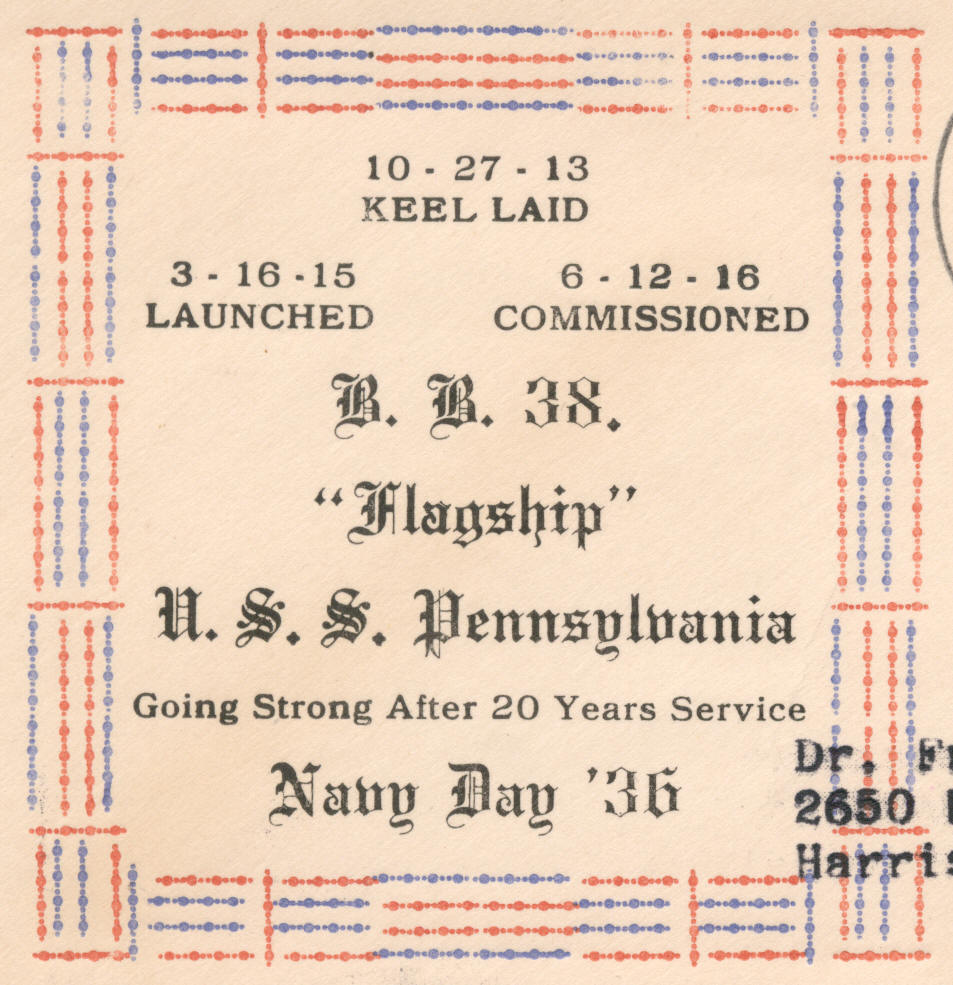 10 - 27 - 13
KEEL LAID
3 - 16 -15 6 - 12 - 16
LAUNCHED COMMISSIONED
B. B. 38.
“Flagship”
U. S. S. Pennsylvania
Going Strong After 20 Years Service
Navy Day '36
Dr.
2650